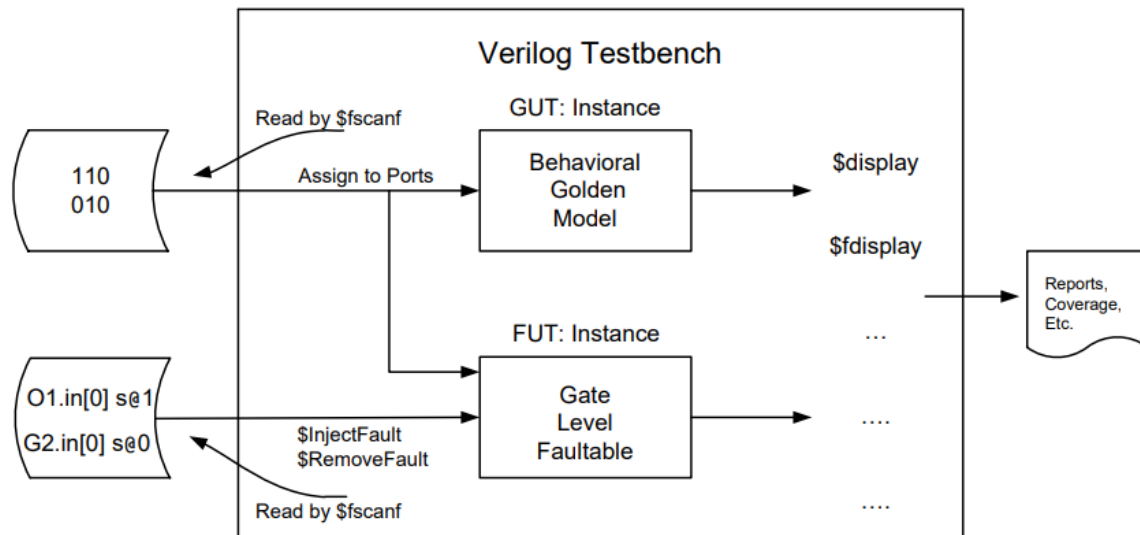 Verilog Testbench
GUT: Instance
Read by $fscanf
110
010
Assign to Ports
Behavioral
Golden
Model
$display
$fdisplay
Reports,
Coverage,
Etc.
FUT: Instance
...
O1.in[0] s@1
G2.in[0] s@0
Gate
Level
Faultable
....
$InjectFault
$RemoveFault
Read by $fscanf
....